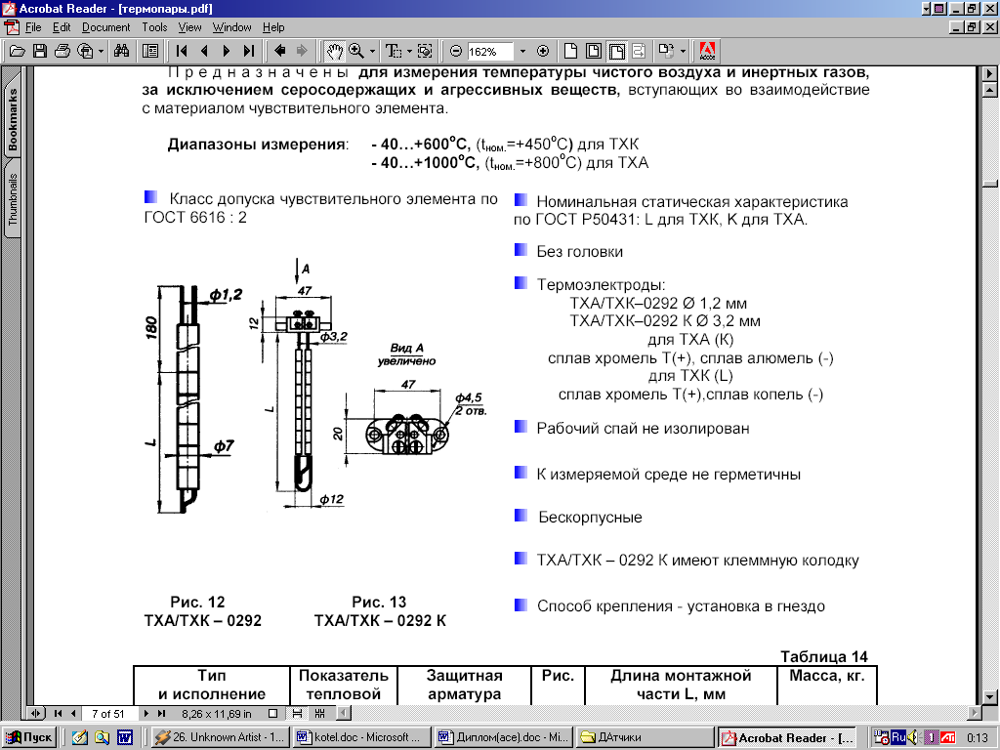 Acrobat Reader - [термопары.pdf]
File Edit Document Tools View Window Help
162%
Adobe
Bookmarks
Thumbnails
Предназначены для измерения температуры чистого воздуха и инертных газов,
за исключением серосодержащих и агрессивных веществ, вступающих во взаимодействие
с материалом чувствительного элемента.
Диапазоны измерения: - 40…+600°С, (tном.=+450°С) для ТХК
- 40…+1000°С, (tном.=+800°С) для ТХА
Класс допуска чувствительного элемента по
ГОСТ 6616 : 2
Номинальная статическая характеристика
по ГОСТ Р50431: L для ТХК, К для ТХА.
Без головки
Термоэлектроды:
ТХА/ТХК–0292 Ø 1,2 мм
ТХА/ТХК–0292 К Ø 3,2 мм
для ТХА (К)
сплав хромель Т(+), сплав алюмель (-)
для ТХК (L)
сплав хромель Т(+),сплав копель (-)
Рабочий спай не изолирован
К измеряемой среде не герметичны
Бескорпусные
ТХА/ТХК – 0292 К имеют клеммную колодку
Способ крепления - установка в гнездо
180
ф1,2
L
ф7
А
47
12
ф3,2
L
ф12
Вид А
увеличено
47
ф4,5
2 отв.
20
Рис. 12
ТХА/ТХК – 0292
Рис. 13
ТХА/ТХК – 0292 К
Таблица 14
Тип
и исполнение
Показатель
тепловой
Защитная
арматура
Рис.
Длина монтажной
части L, мм
Масса, кг.
7 of 51
8,26 x 11,69 in
Пуск
26. Unknown Artist - 1...
kotel.doc - Microsoft ...
Диплом(ace).doc - Mi...
ДАтчики
Acrobat Reader - [...
Ru
0:13